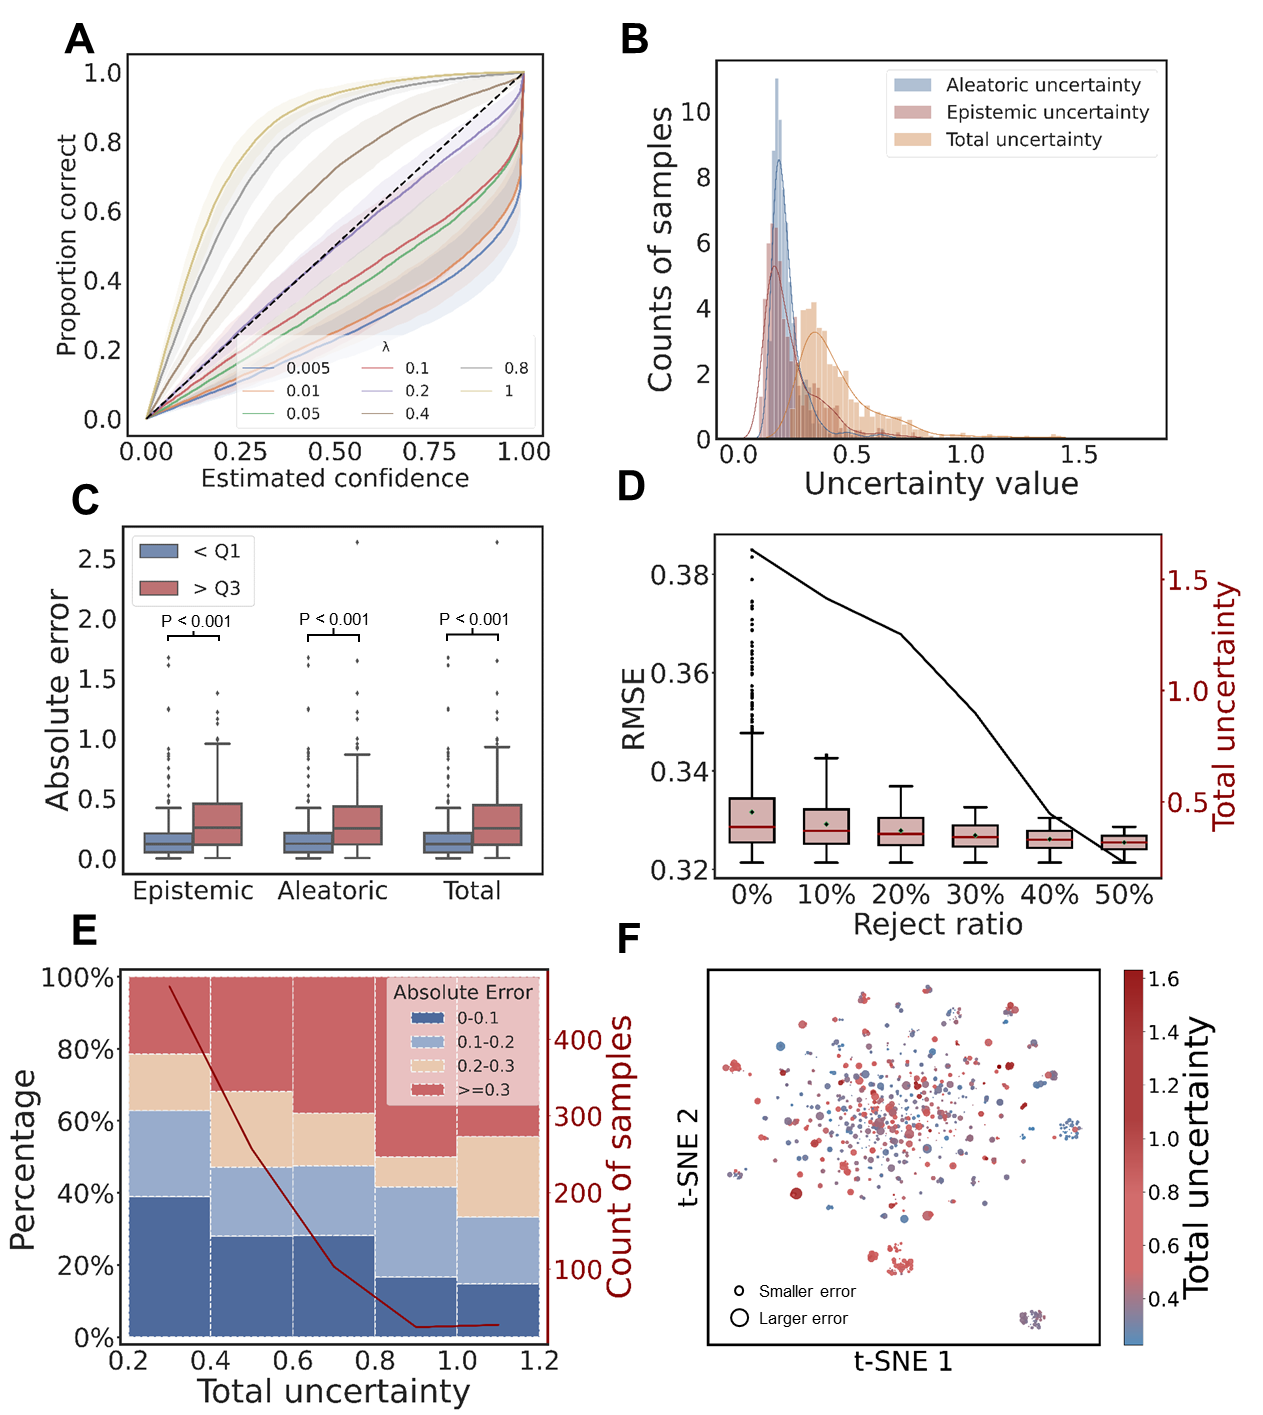 A
1.0
0.8
0.6
0.4
0.2
0.0
Proportion correct
λ
0.005 0.1 0.8
0.01 0.2 1
0.05 0.4
0.00 0.25 0.50 0.75 1.00
Estimated confidence
B
Aleatoric uncertainty
Epistemic uncertainty
Total uncertainty
10
8
6
4
2
0
Counts of samples
0.0 0.5 1.0 1.5
Uncertainty value
C
< Q1
> Q3
2.5
2.0
1.5
1.0
0.5
0.0
Absolute error
P < 0.001 P < 0.001 P < 0.001
Epistemic Aleatoric Total
D
0.38
0.36
0.34
0.32
RMSE
1.5
1.0
0.5
Total uncertainty
0% 10% 20% 30% 40% 50%
Reject ratio
E
100%
80%
60%
40%
20%
0%
Percentage
Absolute Error
0-0.1
0.1-0.2
0.2-0.3
>=0.3
400
300
200
100
Count of samples
0.2 0.4 0.6 0.8 1.0 1.2
Total uncertainty
F
t-SNE 2
Smaller error
Larger error
t-SNE 1
1.6
1.4
1.2
1.0
0.8
0.6
0.4
Total uncertainty